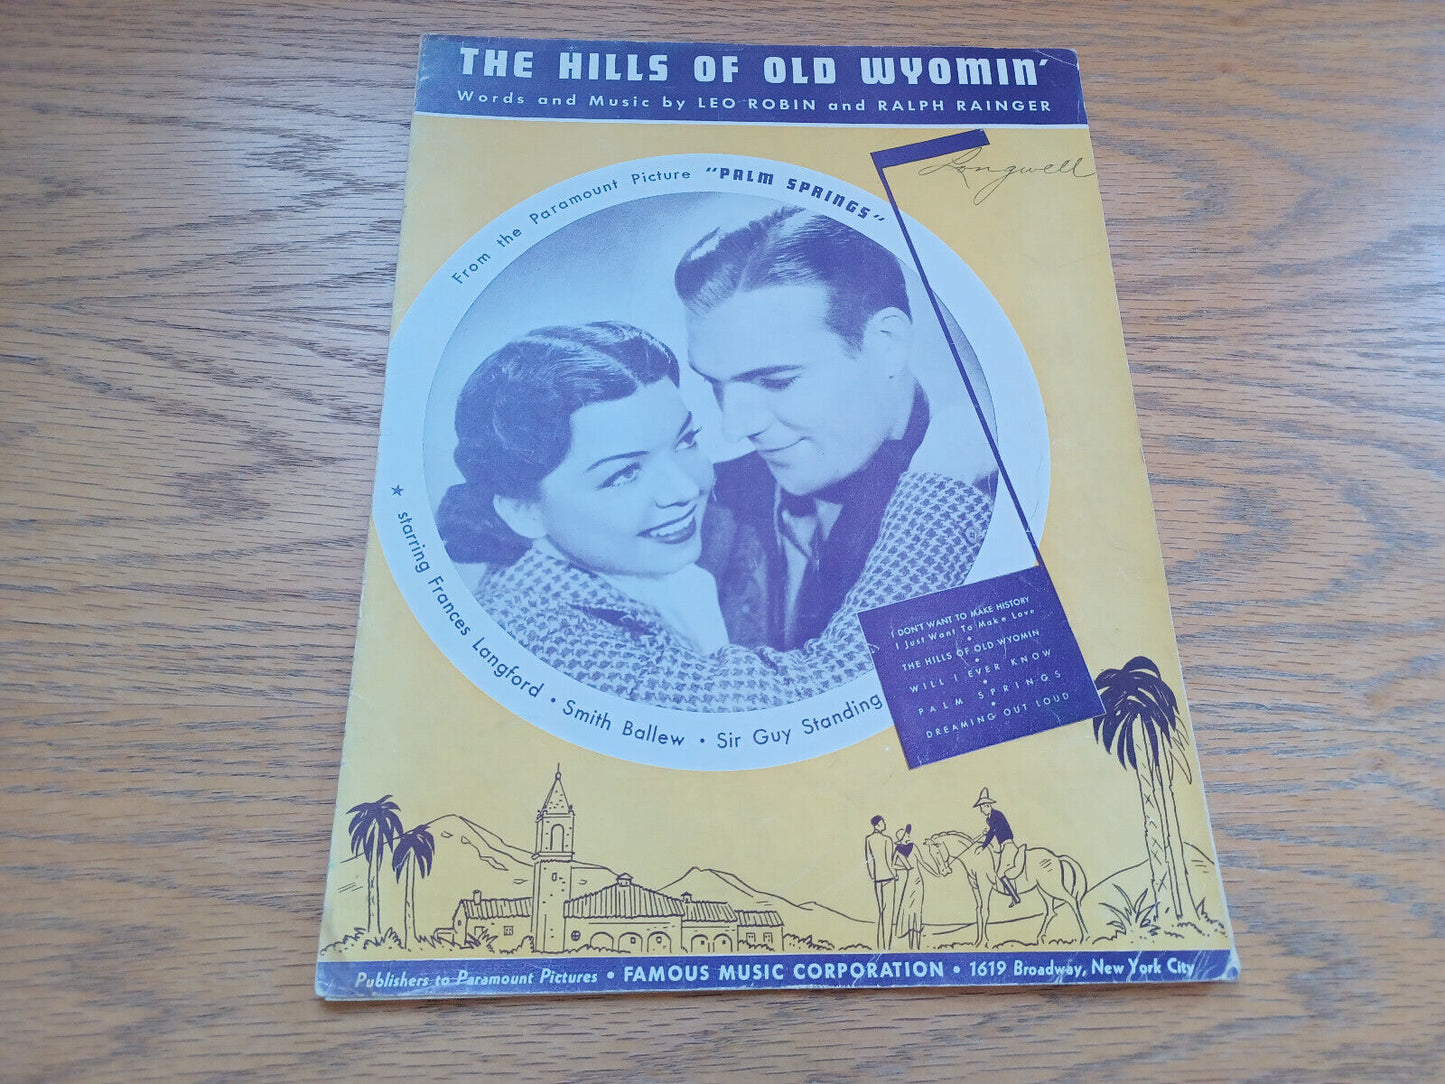 THE HILLS OF OLD WYOMIN'
Words and Music by LEO ROBIN and RALPH RAINGER
Longwell
From the Paramount Picture "PALM SPRINGS"
★ starring Frances Langford • Smith Ballew • Sir Guy Standing
I DON'T WANT TO MAKE HISTORY
I Just Want To Make Love
•
THE HILLS OF OLD WYOMIN
•
WILL I EVER KNOW
•
PALM SPRINGS
•
DREAMING OUT LOUD
Publishers to Paramount Pictures • FAMOUS MUSIC CORPORATION • 1619 Broadway, New York City